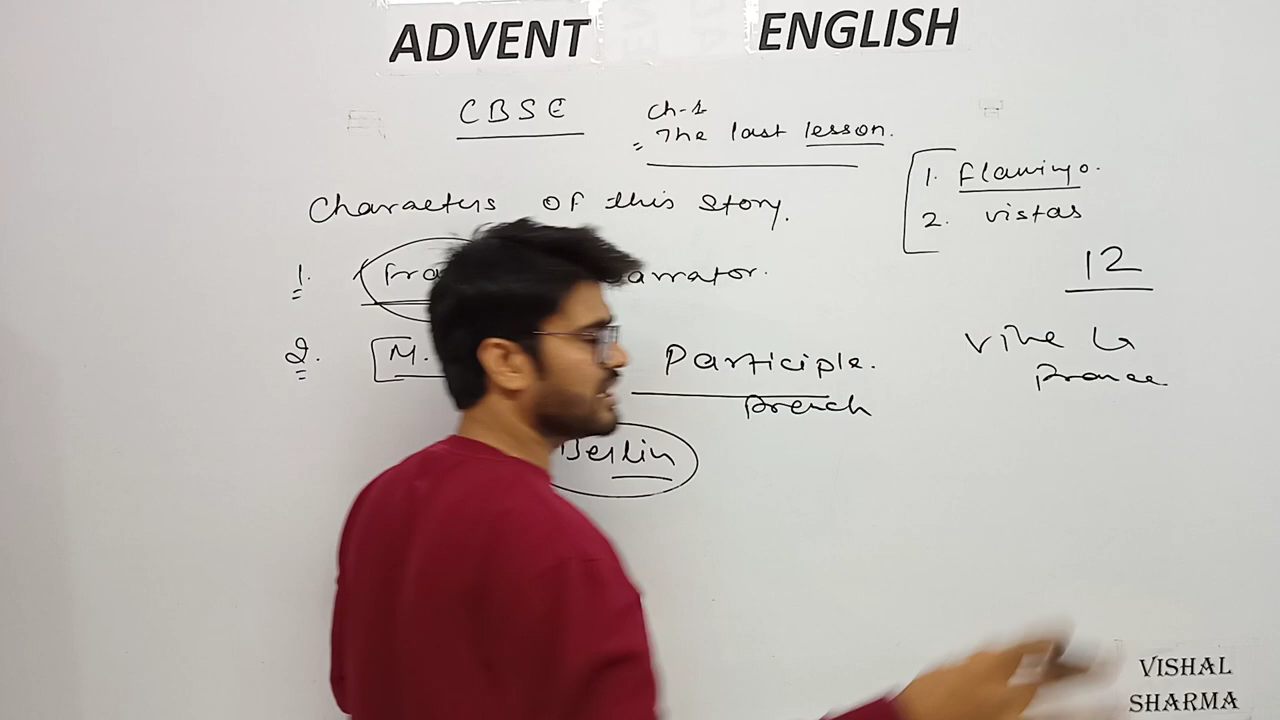 ADVENT ENGLISH
CBSE
Ch-1
The last lesson.
1. Flamingo.
2. vistas
12
Characters of this story.
1. Fra arrator.
2. M. Participle.
french
Berlin
Vive La
France
VISHAL
SHARMA